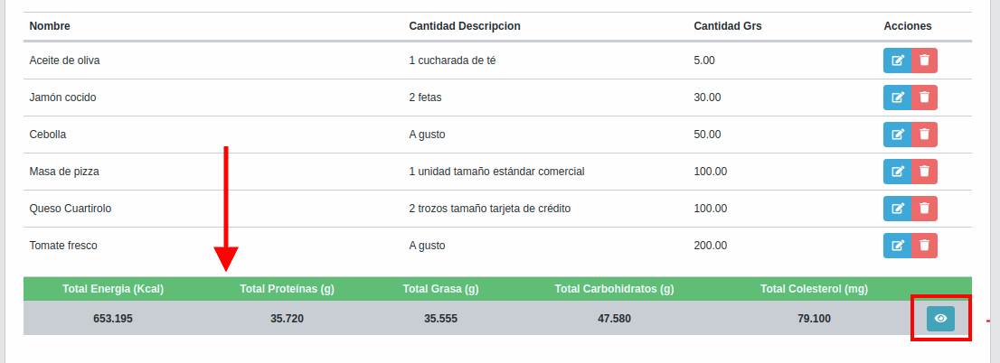 Nombre Cantidad Descripcion Cantidad Grs Acciones
Aceite de oliva 1 cucharada de té 5.00
Jamón cocido 2 fetas 30.00
Cebolla A gusto 50.00
Masa de pizza 1 unidad tamaño estándar comercial 100.00
Queso Cuartirolo 2 trozos tamaño tarjeta de crédito 100.00
Tomate fresco A gusto 200.00
Total Energia (Kcal) Total Proteínas (g) Total Grasa (g) Total Carbohidratos (g) Total Colesterol (mg)
653.195 35.720 35.555 47.580 79.100